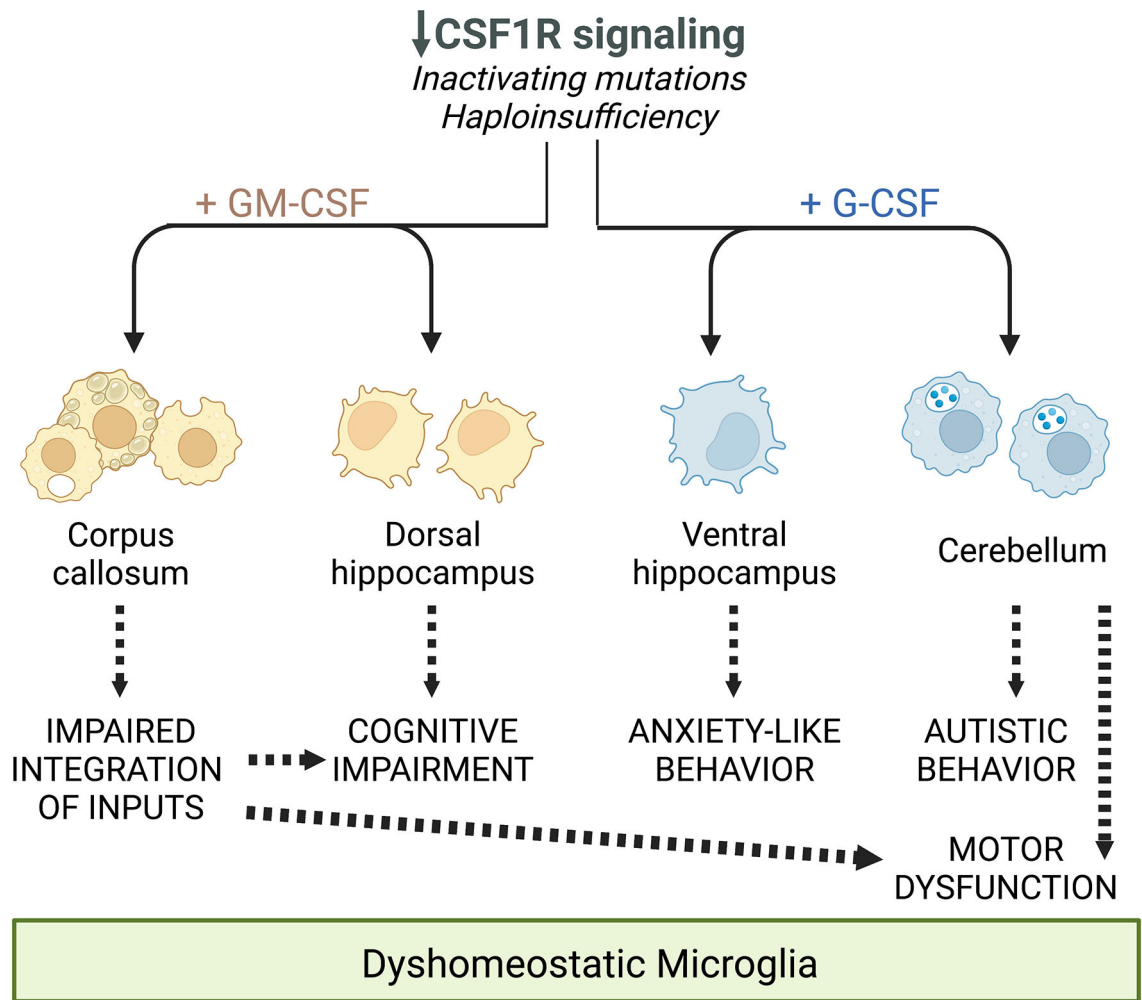 ↓CSF1R signaling
Inactivating mutations
Haploinsufficiency
+ GM-CSF
+ G-CSF
Corpus
callosum
Dorsal
hippocampus
Ventral
hippocampus
Cerebellum
IMPAIRED
INTEGRATION
OF INPUTS
COGNITIVE
IMPAIRMENT
ANXIETY-LIKE
BEHAVIOR
AUTISTIC
BEHAVIOR
MOTOR
DYSFUNCTION
Dyshomeostatic Microglia